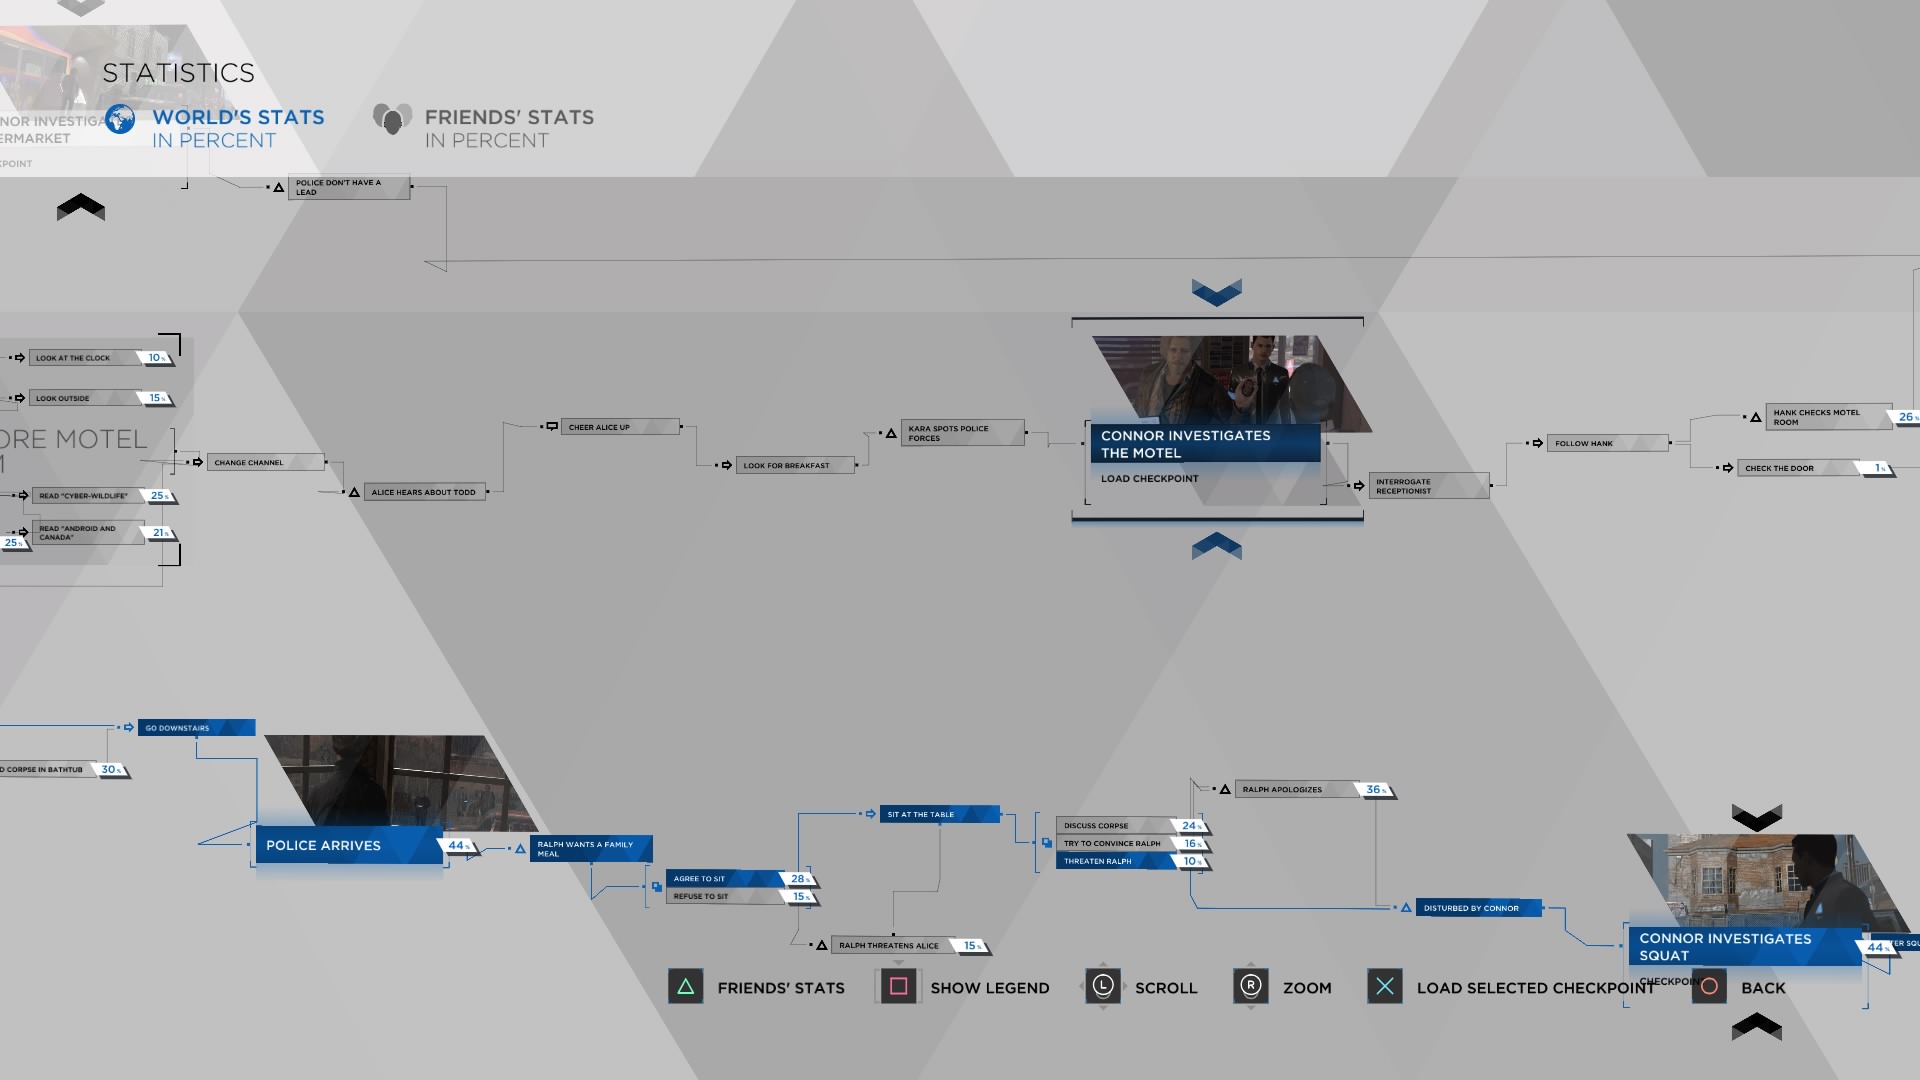 STATISTICS
WORLD'S STATS
IN PERCENT
FRIENDS' STATS
IN PERCENT
NOR INVESTIGA
ERMARKET
KPOINT
POLICE DON'T HAVE A
LEAD
LOOK AT THE CLOCK
10%
LOOK OUTSIDE
15%
ORE MOTEL
M
CHANGE CHANNEL
READ "CYBER-WILDLIFE"
25%
READ "ANDROID AND
CANADA"
21%
25%
ALICE HEARS ABOUT TODD
CHEER ALICE UP
LOOK FOR BREAKFAST
KARA SPOTS POLICE
FORCES
CONNOR INVESTIGATES
THE MOTEL
LOAD CHECKPOINT
INTERROGATE
RECEPTIONIST
FOLLOW HANK
HANK CHECKS MOTEL
ROOM
26%
CHECK THE DOOR
1%
GO DOWNSTAIRS
D CORPSE IN BATHTUB
30%
POLICE ARRIVES
44%
RALPH WANTS A FAMILY
MEAL
AGREE TO SIT
28%
REFUSE TO SIT
15%
SIT AT THE TABLE
RALPH THREATENS ALICE
15%
DISCUSS CORPSE
24%
TRY TO CONVINCE RALPH
16%
THREATEN RALPH
10%
RALPH APOLOGIZES
36%
DISTURBED BY CONNOR
CONNOR INVESTIGATES
SQUAT
44%
TER SQU
CHECKPOIN
FRIENDS' STATS
SHOW LEGEND
L
SCROLL
R
ZOOM
LOAD SELECTED CHECKPOINT
BACK